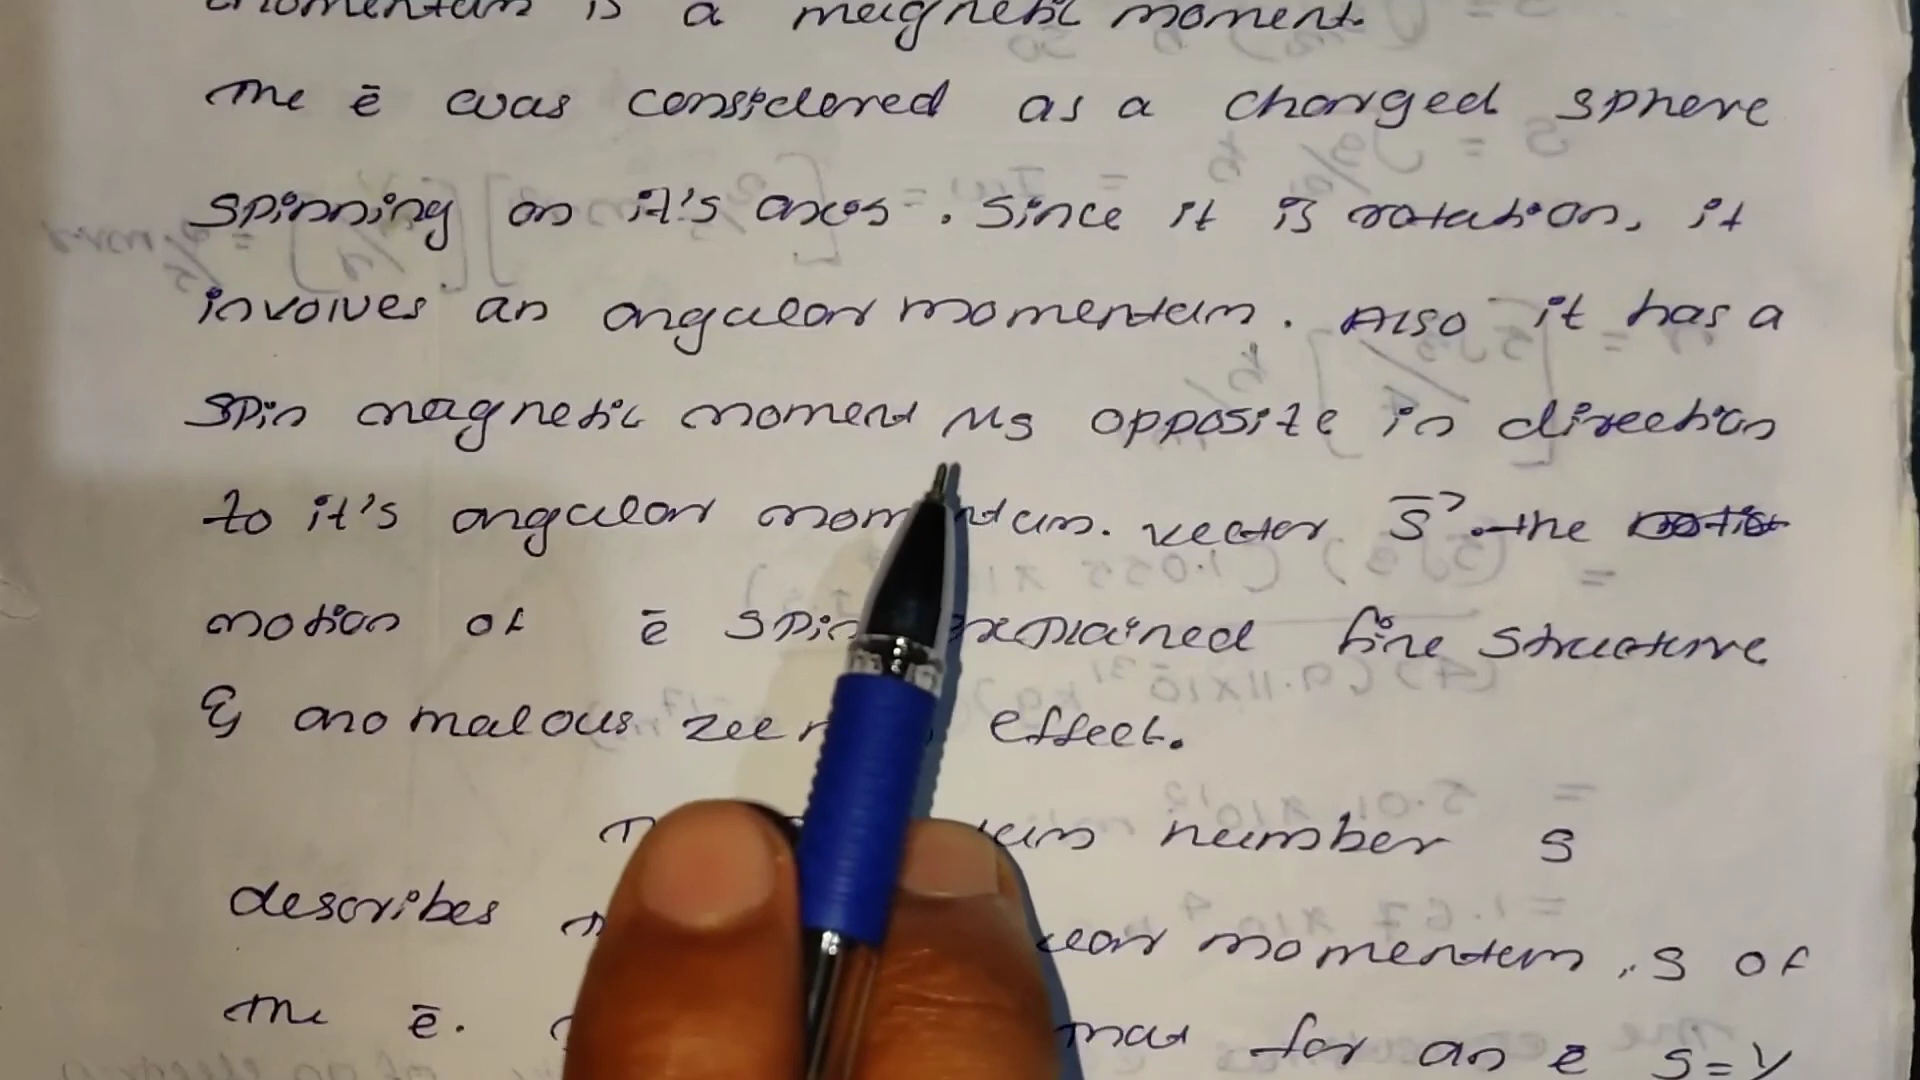 momentum is a magnetic moment.
The ē was considered as a charged sphere
spinning on it's axes. Since it is rotation, it
involves an angular momentum. Also it has a
spin magnetic moment Ms opposite in direction
to it's angular momentum. vector S⃗. the
motion of ē spin explained fine structure
& anomalous zeeman effect.
number s
describes momentum, S of
the ē. for an ē S=